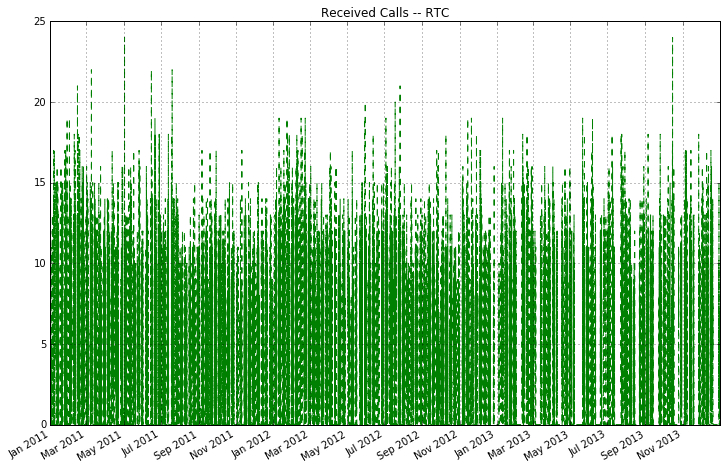 Received Calls -- RTC
25
20
15
10
5
0
Jan 2011
Mar 2011
May 2011
Jul 2011
Sep 2011
Nov 2011
Jan 2012
Mar 2012
May 2012
Jul 2012
Sep 2012
Nov 2012
Jan 2013
Mar 2013
May 2013
Jul 2013
Sep 2013
Nov 2013